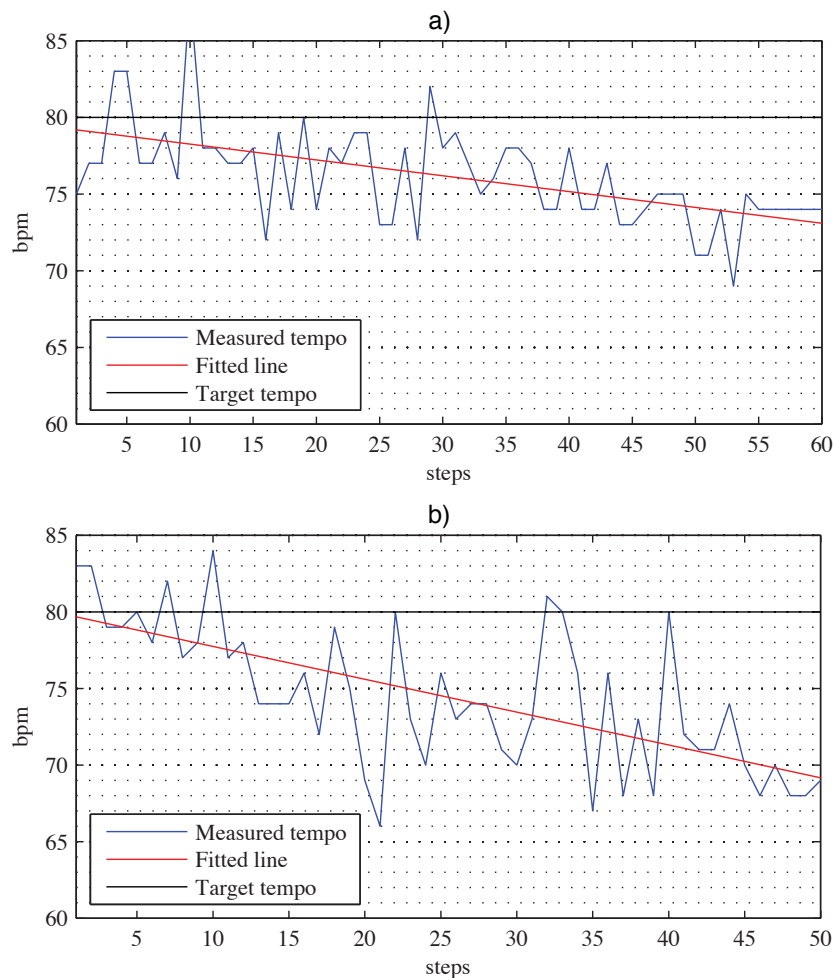 a)
85
80
75
70
65
60
bpm
Measured tempo
Fitted line
Target tempo
5 10 15 20 25 30 35 40 45 50 55 60
steps
b)
85
80
75
70
65
60
bpm
Measured tempo
Fitted line
Target tempo
5 10 15 20 25 30 35 40 45 50
steps